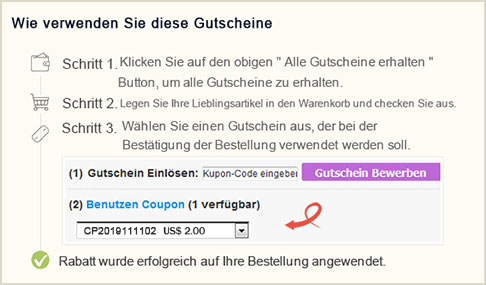 Wie verwenden Sie diese Gutscheine
Schritt 1. Klicken Sie auf den obigen " Alle Gutscheine erhalten "
Button, um alle Gutscheine zu erhalten.
Schritt 2. Legen Sie Ihre Lieblingsartikel in den Warenkorb und checken Sie aus.
Schritt 3. Wählen Sie einen Gutschein aus, der bei der
Bestätigung der Bestellung verwendet werden soll.
(1) Gutschein Einlösen: Kupon-Code eingeben Gutschein Bewerben
(2) Benutzen Coupon (1 verfügbar)
CP2019111102 US$ 2.00
Rabatt wurde erfolgreich auf Ihre Bestellung angewendet.